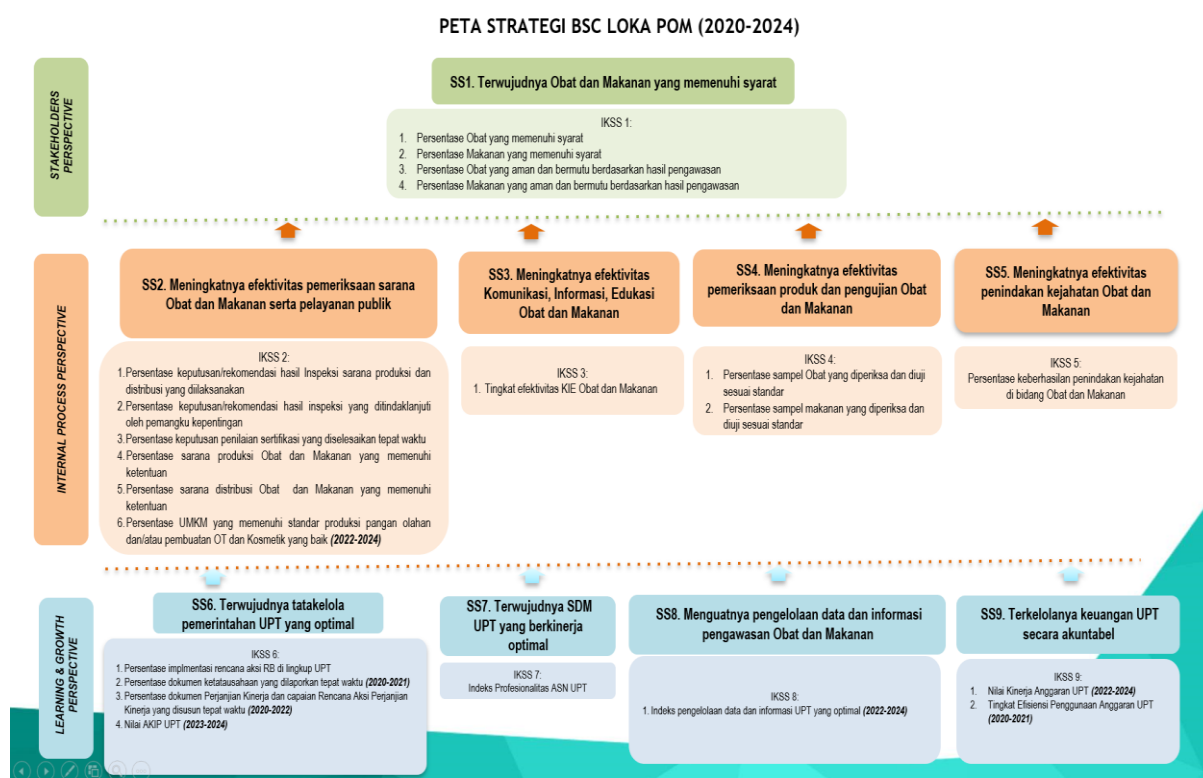 PETA STRATEGI BSC LOKA POM (2020-2024)
STAKEHOLDERS
PERSPECTIVE
SS1. Terwujudnya Obat dan Makanan yang memenuhi syarat
IKSS 1:
1. Persentase Obat yang memenuhi syarat
2. Persentase Makanan yang memenuhi syarat
3. Persentase Obat yang aman dan bermutu berdasarkan hasil pengawasan
4. Persentase Makanan yang aman dan bermutu berdasarkan hasil pengawasan
INTERNAL PROCESS PERSPECTIVE
SS2. Meningkatnya efektivitas pemeriksaan sarana
Obat dan Makanan serta pelayanan publik
IKSS 2:
1. Persentase keputusan/rekomendasi hasil Inspeksi sarana produksi dan
distribusi yang diilaksanakan
2. Persentase keputusan/rekomendasi hasil inspeksi yang ditindaklanjuti
oleh pemangku kepentingan
3. Persentase keputusan penilaian sertifikasi yang diselesaikan tepat waktu
4. Persentase sarana produksi Obat dan Makanan yang memenuhi
ketentuan
5. Persentase sarana distribusi Obat dan Makanan yang memenuhi
ketentuan
6. Persentase UMKM yang memenuhi standar produksi pangan olahan
dan/atau pembuatan OT dan Kosmetik yang baik (2022-2024)
SS3. Meningkatnya efektivitas
Komunikasi, Informasi, Edukasi
Obat dan Makanan
IKSS 3:
1. Tingkat efektivitas KIE Obat dan Makanan
SS4. Meningkatnya efektivitas
pemeriksaan produk dan pengujian Obat
dan Makanan
IKSS 4:
1. Persentase sampel Obat yang diperiksa dan diuji
sesuai standar
2. Persentase sampel makanan yang diperiksa dan
diuji sesuai standar
SS5. Meningkatnya efektivitas
penindakan kejahatan Obat dan
Makanan
IKSS 5:
Persentase keberhasilan penindakan kejahatan
di bidang Obat dan Makanan
LEARNING & GROWTH
PERSPECTIVE
SS6. Terwujudnya tatakelola
pemerintahan UPT yang optimal
IKSS 6:
1. Persentase implmentasi rencana aksi RB di lingkup UPT
2. Persentase dokumen ketatausahaan yang dilaporkan tepat waktu (2020-2021)
3. Persentase dokumen Perjanjian Kinerja dan capaian Rencana Aksi Perjanjian
Kinerja yang disusun tepat waktu (2020-2022)
4. Nilai AKIP UPT (2023-2024)
SS7. Terwujudnya SDM
UPT yang berkinerja
optimal
IKSS 7:
Indeks Profesionalitas ASN UPT
SS8. Menguatnya pengelolaan data dan informasi
pengawasan Obat dan Makanan
IKSS 8:
1. Indeks pengelolaan data dan informasi UPT yang optimal (2022-2024)
SS9. Terkelolanya keuangan UPT
secara akuntabel
IKSS 9:
1. Nilai Kinerja Anggaran UPT (2022-2024)
2. Tingkat Efisiensi Penggunaan Anggaran UPT
(2020-2021)